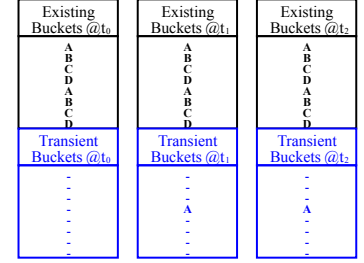 Existing
Buckets @t₀
A
B
C
D
A
B
C
D
Transient
Buckets @t₀
-
-
-
-
-
-
-
-
Existing
Buckets @t₁
A
B
C
D
A
B
C
D
Transient
Buckets @t₁
-
-
-
A
-
-
-
-
Existing
Buckets @t₂
A
B
C
D
A
B
C
D
Transient
Buckets @t₂
-
-
-
A
-
-
-
-